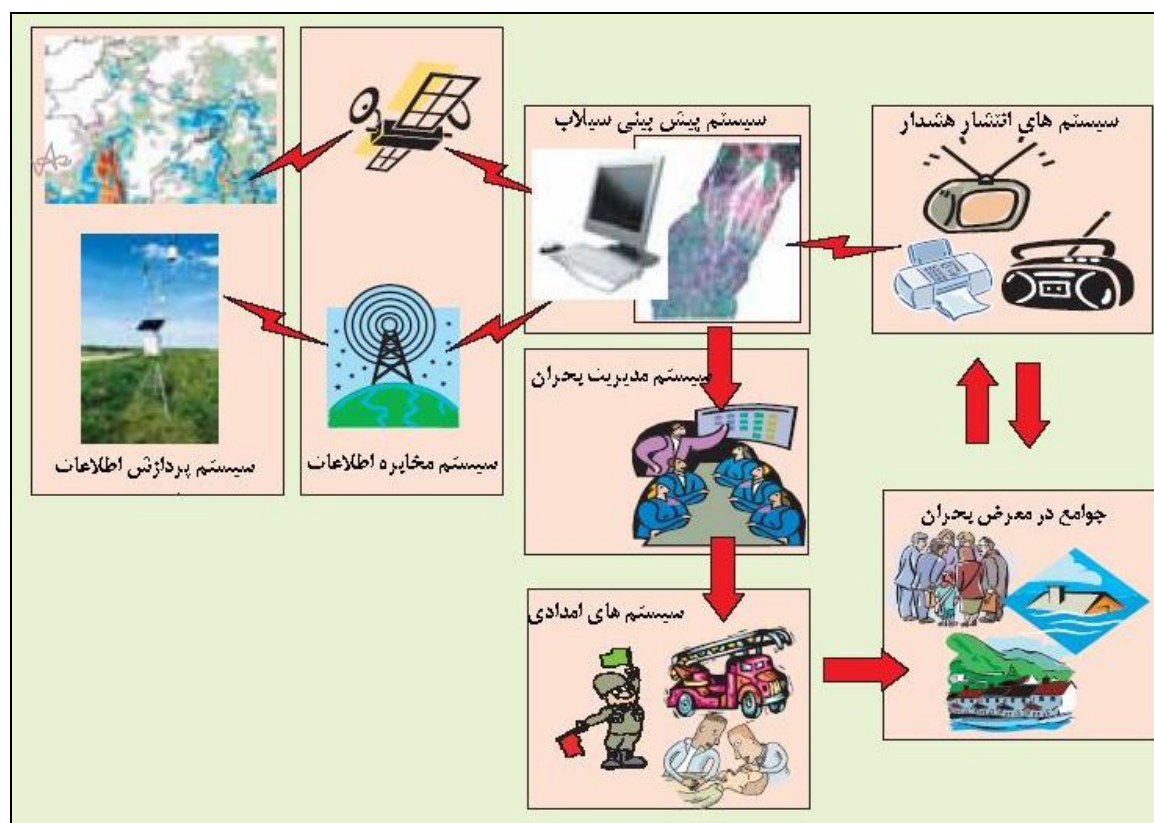 سیستم های انتشار هشدار
سیستم پیش بینی سیلاب
سیستم مخابره اطلاعات
سیستم پردازش اطلاعات
سیستم مدیریت بحران
جوامع در معرض بحران
سیستم های امدادی